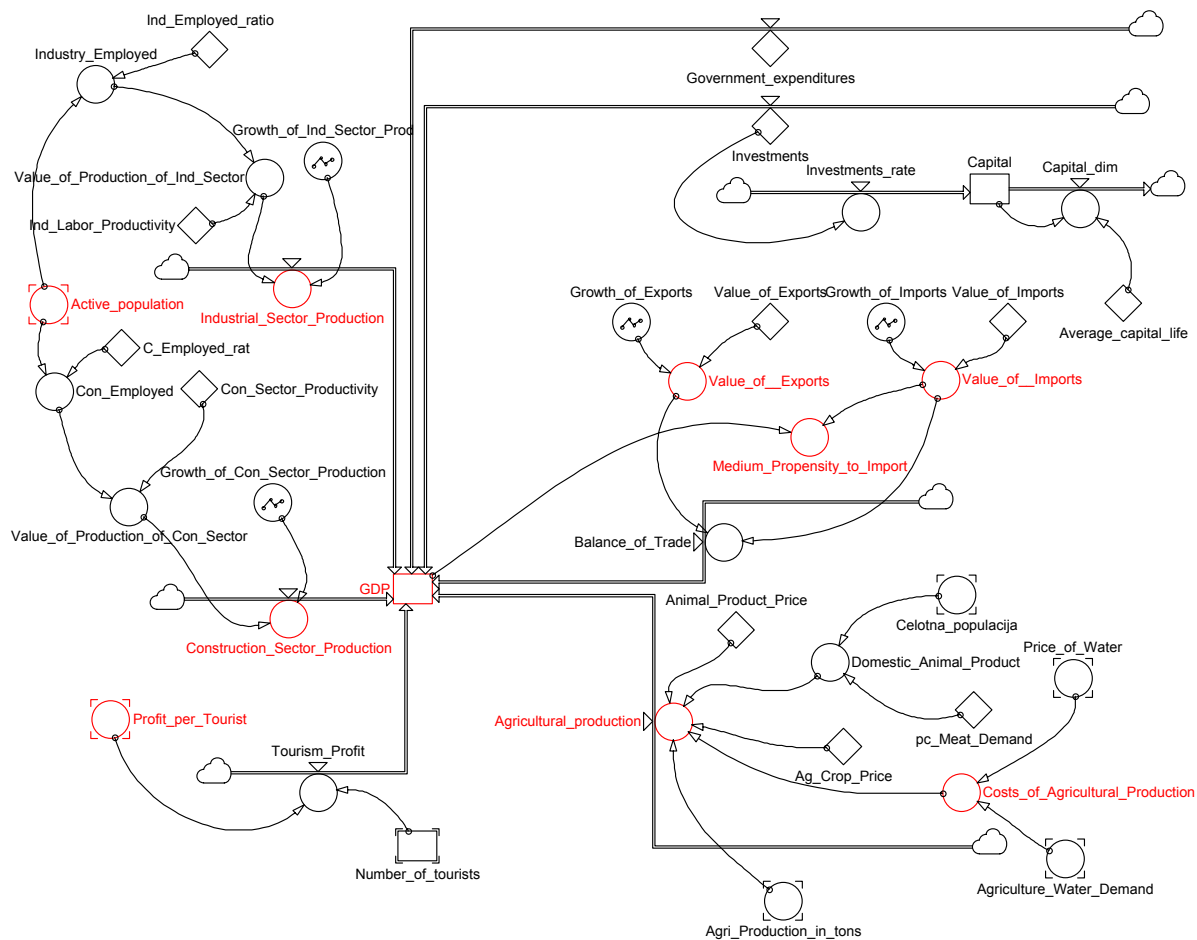 Ind_Employed_ratio
Industry_Employed
Government_expenditures
Growth_of_Ind_Sector_Prod
Investments
Investments_rate
Capital
Capital_dim
Value_of_Production_of_Ind_Sector
Ind_Labor_Productivity
Active_population
Industrial_Sector_Production
Growth_of_Exports
Value_of_Exports
Growth_of_Imports
Value_of_Imports
Average_capital_life
C_Employed_rat
Con_Employed
Con_Sector_Productivity
Value_of__Exports
Value_of__Imports
Growth_of_Con_Sector_Production
Medium_Propensity_to_Import
Value_of_Production_of_Con_Sector
Balance_of_Trade
GDP
Animal_Product_Price
Celotna_populacija
Construction_Sector_Production
Domestic_Animal_Product
Price_of_Water
Profit_per_Tourist
Agricultural_production
pc_Meat_Demand
Tourism_Profit
Ag_Crop_Price
Costs_of_Agricultural_Production
Number_of_tourists
Agriculture_Water_Demand
Agri_Production_in_tons